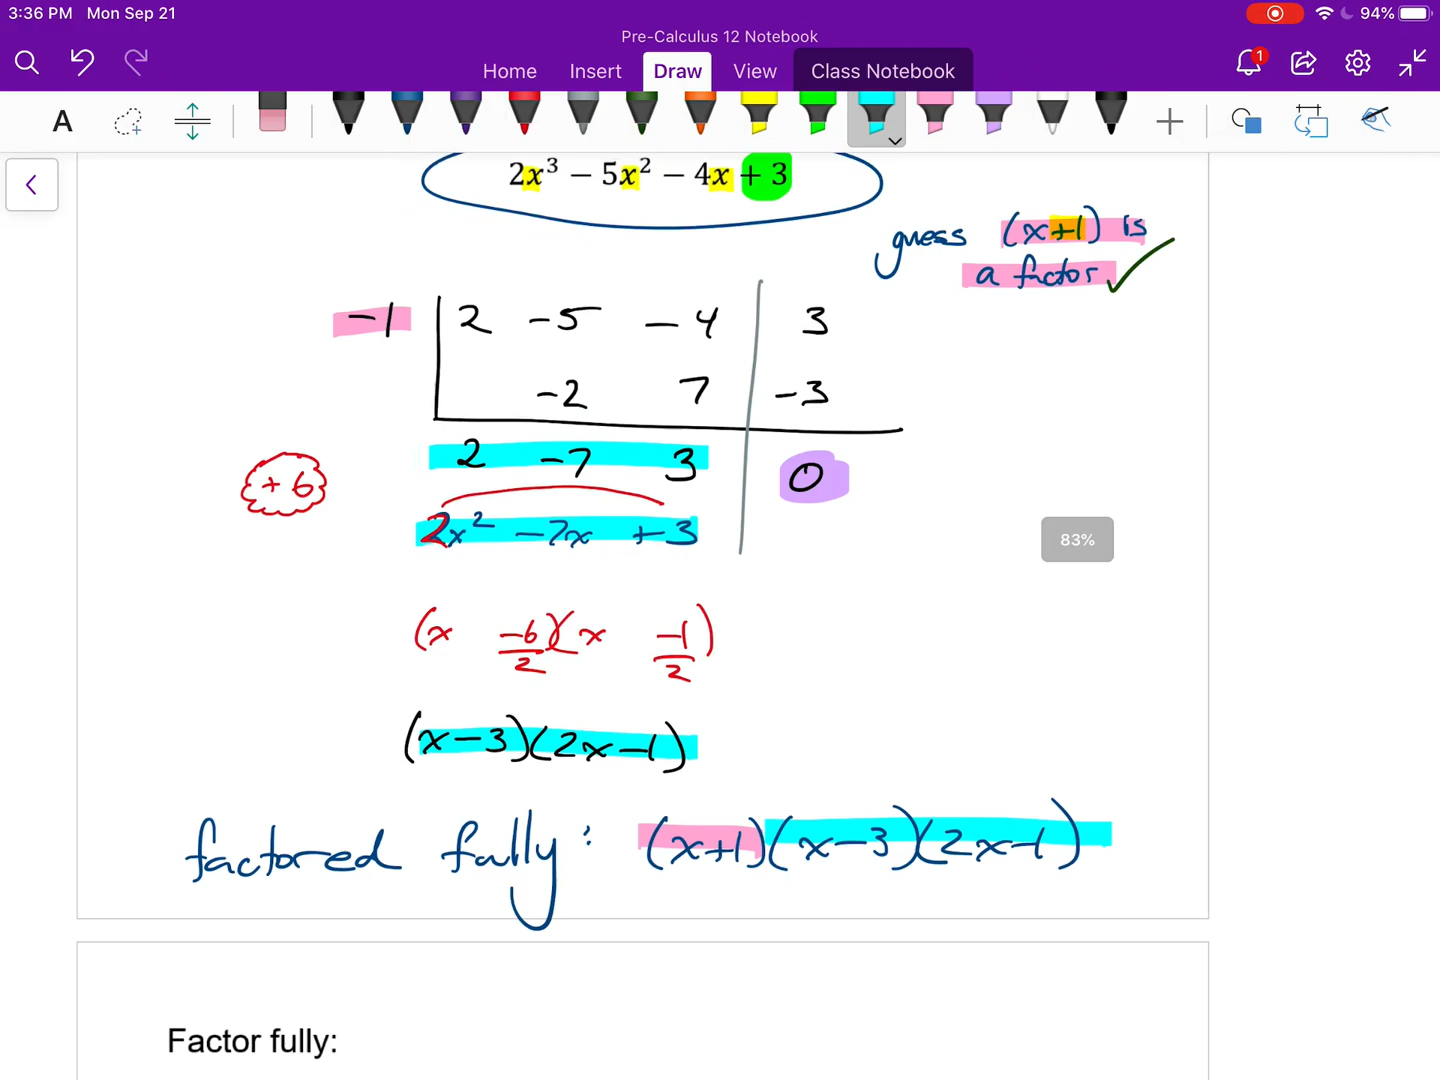 3:36 PM Mon Sep 21 94%
Pre-Calculus 12 Notebook
Home Insert Draw View Class Notebook 1
A
2x³ − 5x² − 4x + 3
guess (x+1) is
a factor ✓
-1 2 -5 -4 3
-2 7 -3
2 -7 3 0
+6
2x² -7x +3
83%
(x -6/2)(x -1/2)
(x-3)(2x-1)
factored fully: (x+1)(x-3)(2x-1)
Factor fully: